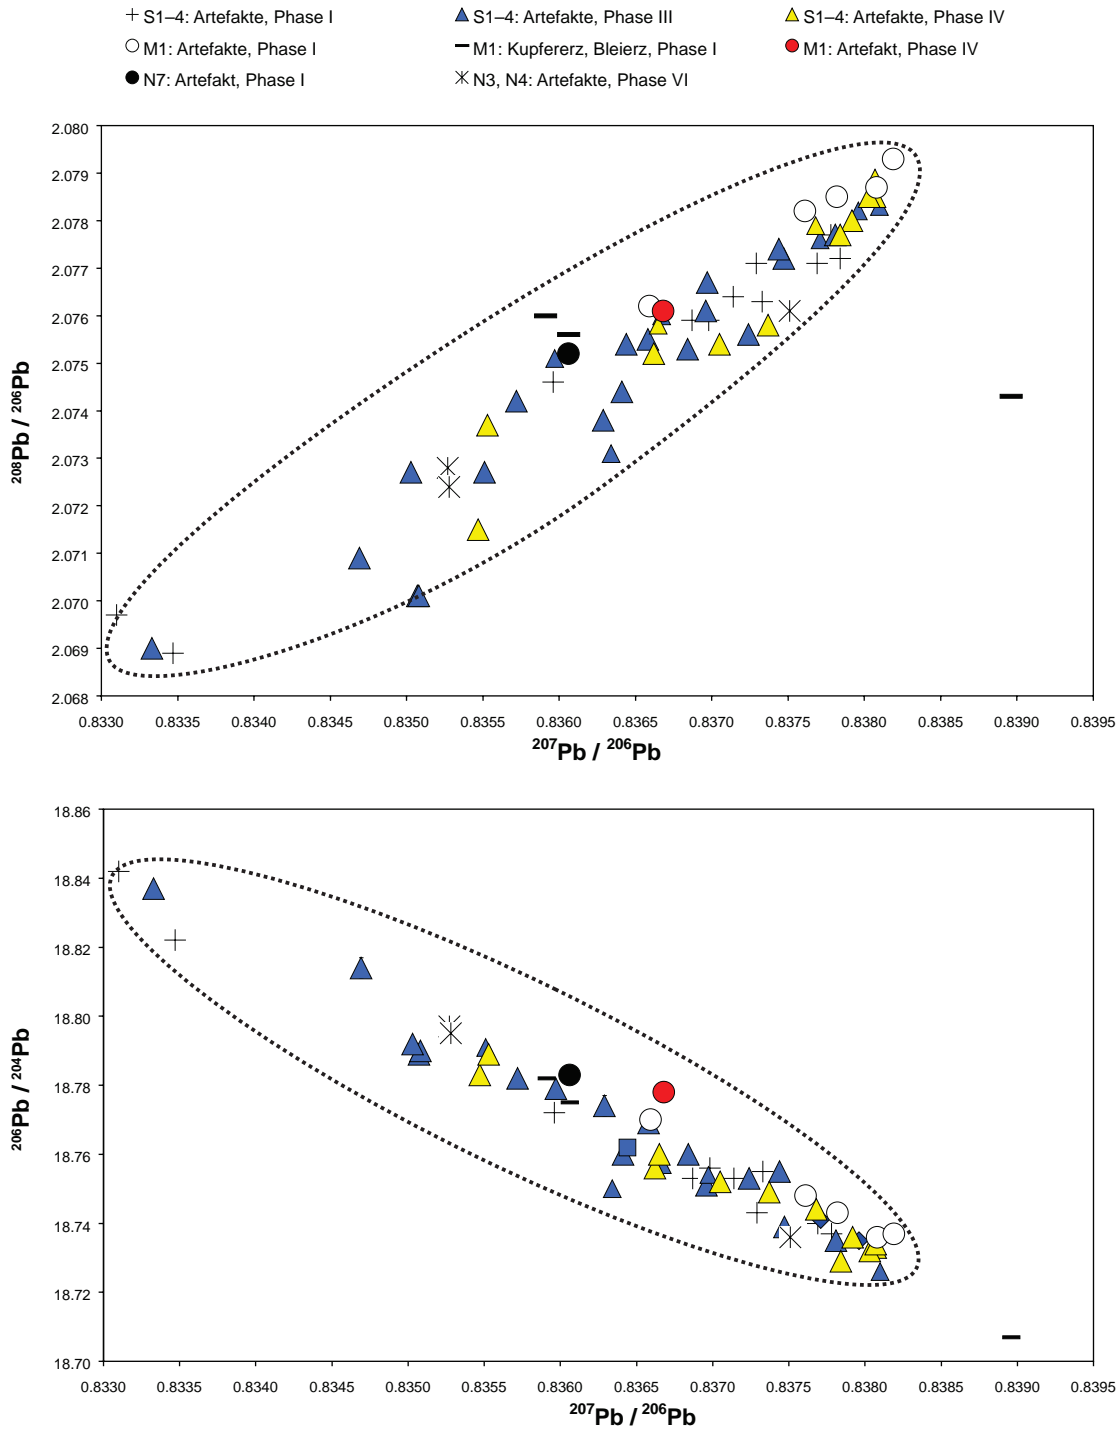 S1–4: Artefakte, Phase I
S1–4: Artefakte, Phase III
S1–4: Artefakte, Phase IV
M1: Artefakte, Phase I
M1: Kupfererz, Bleierz, Phase I
M1: Artefakt, Phase IV
N7: Artefakt, Phase I
N3, N4: Artefakte, Phase VI
2.080
2.079
2.078
2.077
2.076
2.075
2.074
2.073
2.072
2.071
2.070
2.069
2.068
208Pb / 206Pb
0.8330 0.8335 0.8340 0.8345 0.8350 0.8355 0.8360 0.8365 0.8370 0.8375 0.8380 0.8385 0.8390 0.8395
207Pb / 206Pb
18.86
18.84
18.82
18.80
18.78
18.76
18.74
18.72
18.70
206Pb / 204Pb
0.8330 0.8335 0.8340 0.8345 0.8350 0.8355 0.8360 0.8365 0.8370 0.8375 0.8380 0.8385 0.8390 0.8395
207Pb / 206Pb